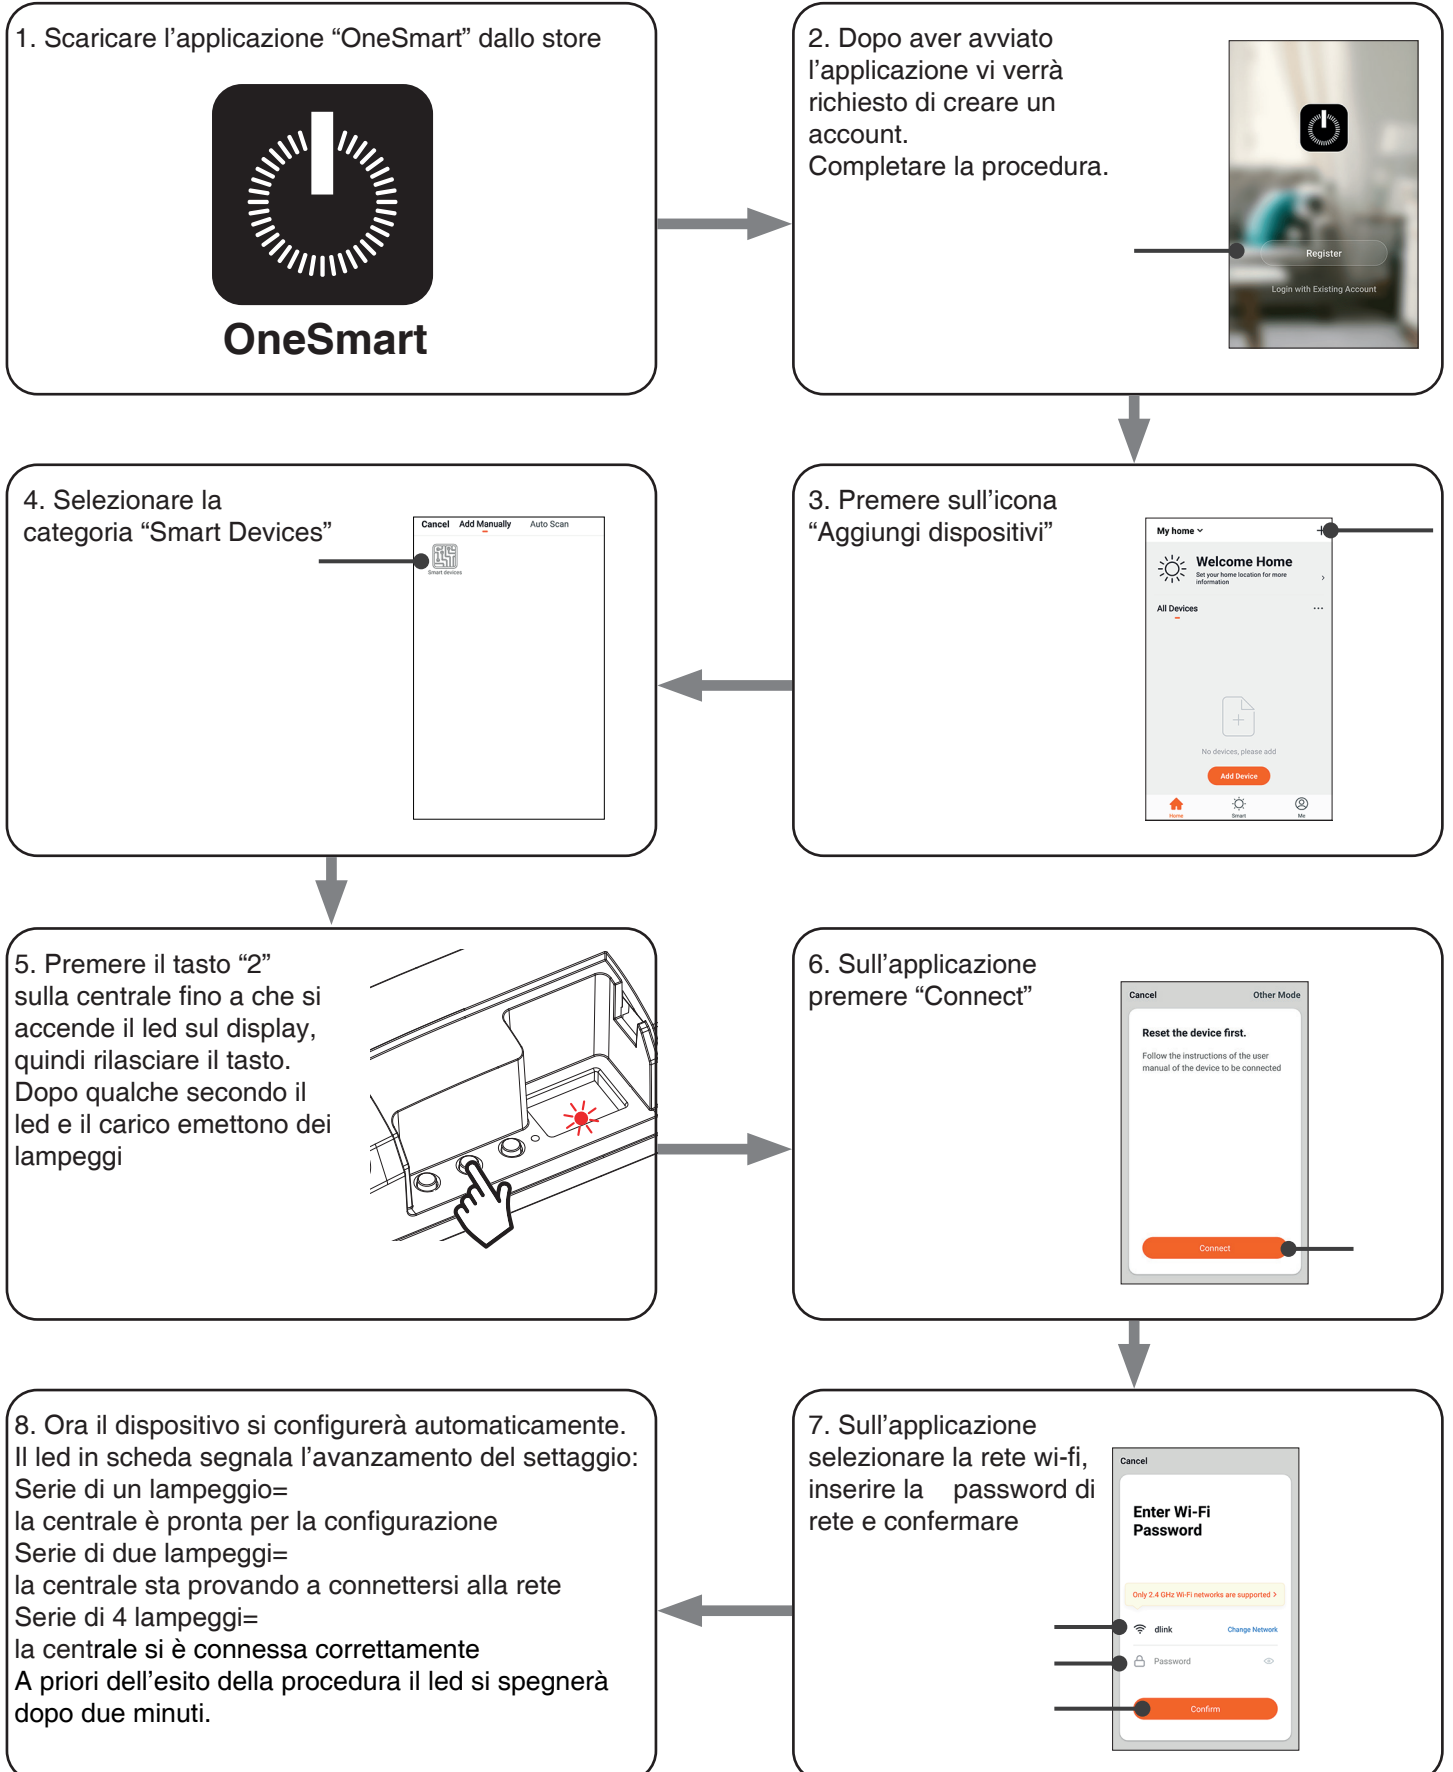 1. Scaricare l’applicazione “OneSmart” dallo store
OneSmart
2. Dopo aver avviato
l’applicazione vi verrà
richiesto di creare un
account.
Completare la procedura.
Register
Login with Existing Account
3. Premere sull’icona
“Aggiungi dispositivi”
My home
+
Welcome Home
Set your home location for more
information
All Devices
...
No devices, please add
Add Device
Home Smart Me
4. Selezionare la
categoria “Smart Devices”
Cancel Add Manually Auto Scan
Smart devices
5. Premere il tasto “2”
sulla centrale fino a che si
accende il led sul display,
quindi rilasciare il tasto.
Dopo qualche secondo il
led e il carico emettono dei
lampeggi
6. Sull’applicazione
premere “Connect”
Cancel Other Mode
Reset the device first.
Follow the instructions of the user
manual of the device to be connected
Connect
7. Sull’applicazione
selezionare la rete wi-fi,
inserire la password di
rete e confermare
Cancel
Enter Wi-Fi
Password
Only 2.4 GHz Wi-Fi networks are supported >
dlink Change Network
Password
Confirm
8. Ora il dispositivo si configurerà automaticamente.
Il led in scheda segnala l’avanzamento del settaggio:
Serie di un lampeggio=
la centrale è pronta per la configurazione
Serie di due lampeggi=
la centrale sta provando a connettersi alla rete
Serie di 4 lampeggi=
la centrale si è connessa correttamente
A priori dell’esito della procedura il led si spegnerà
dopo due minuti.